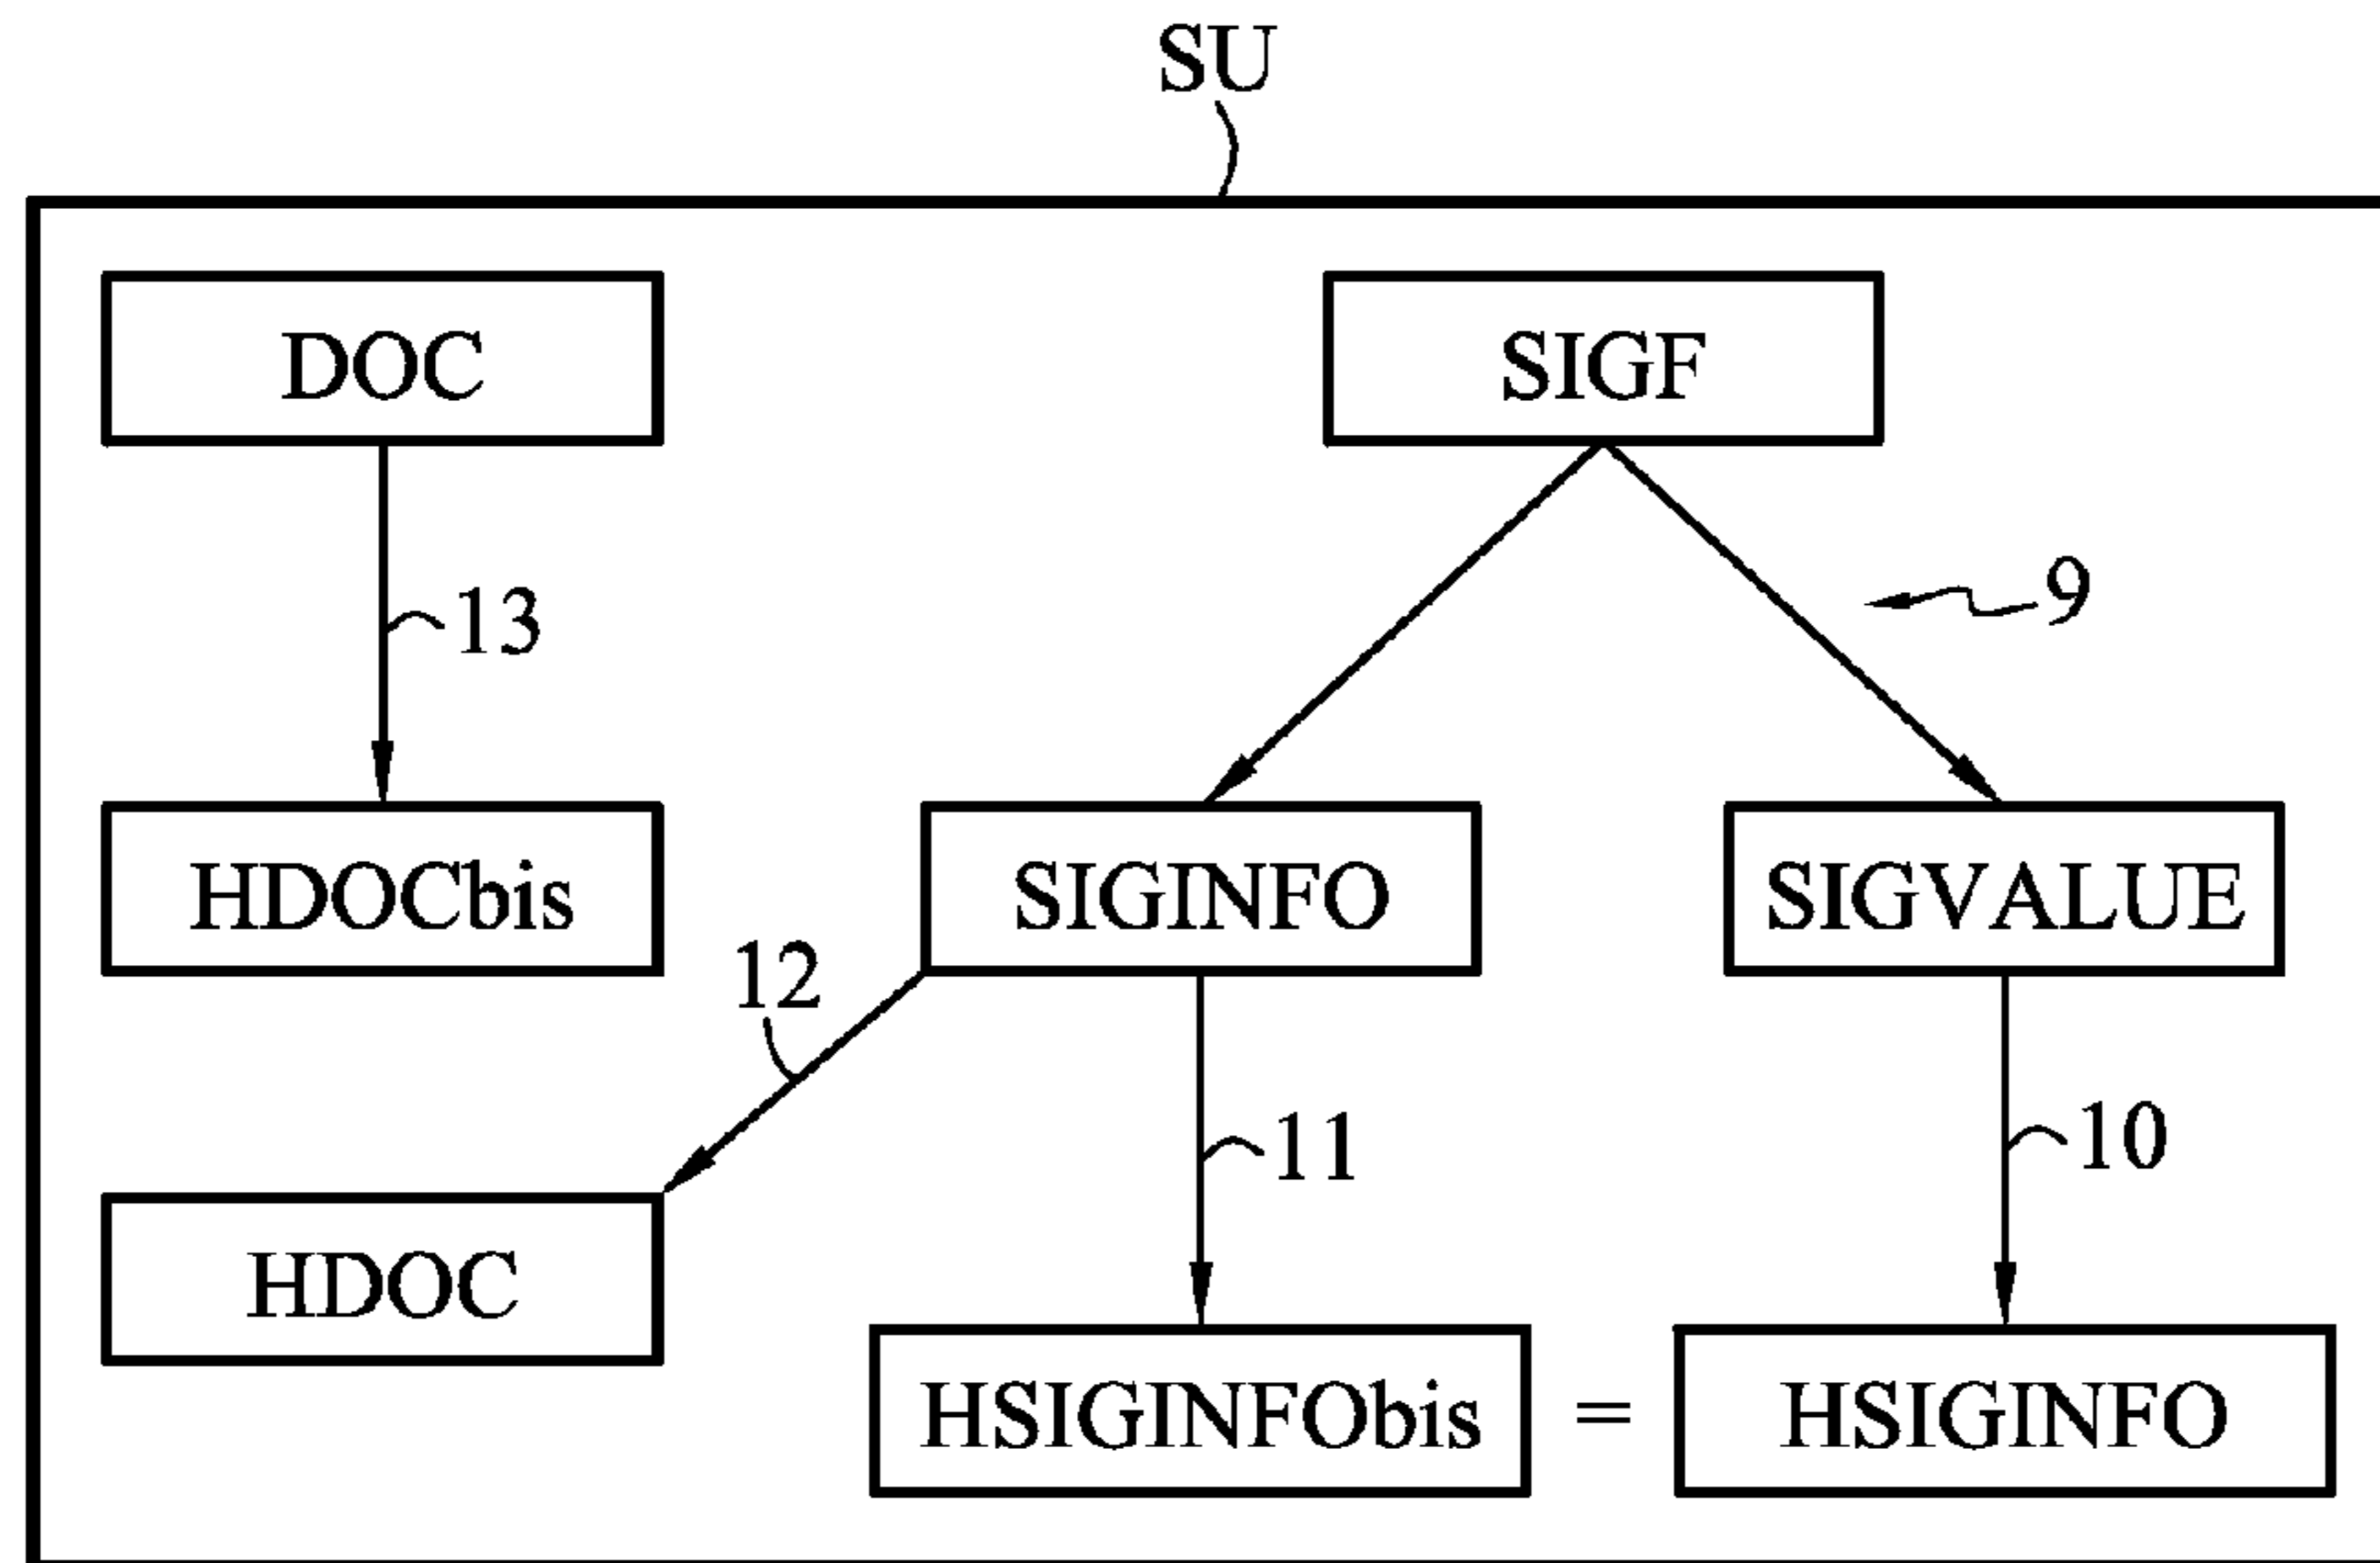 SU
DOC
SIGF
13
9
HDOCbis
SIGINFO
SIGVALUE
12
11
10
HDOC
HSIGINFObis = HSIGINFO